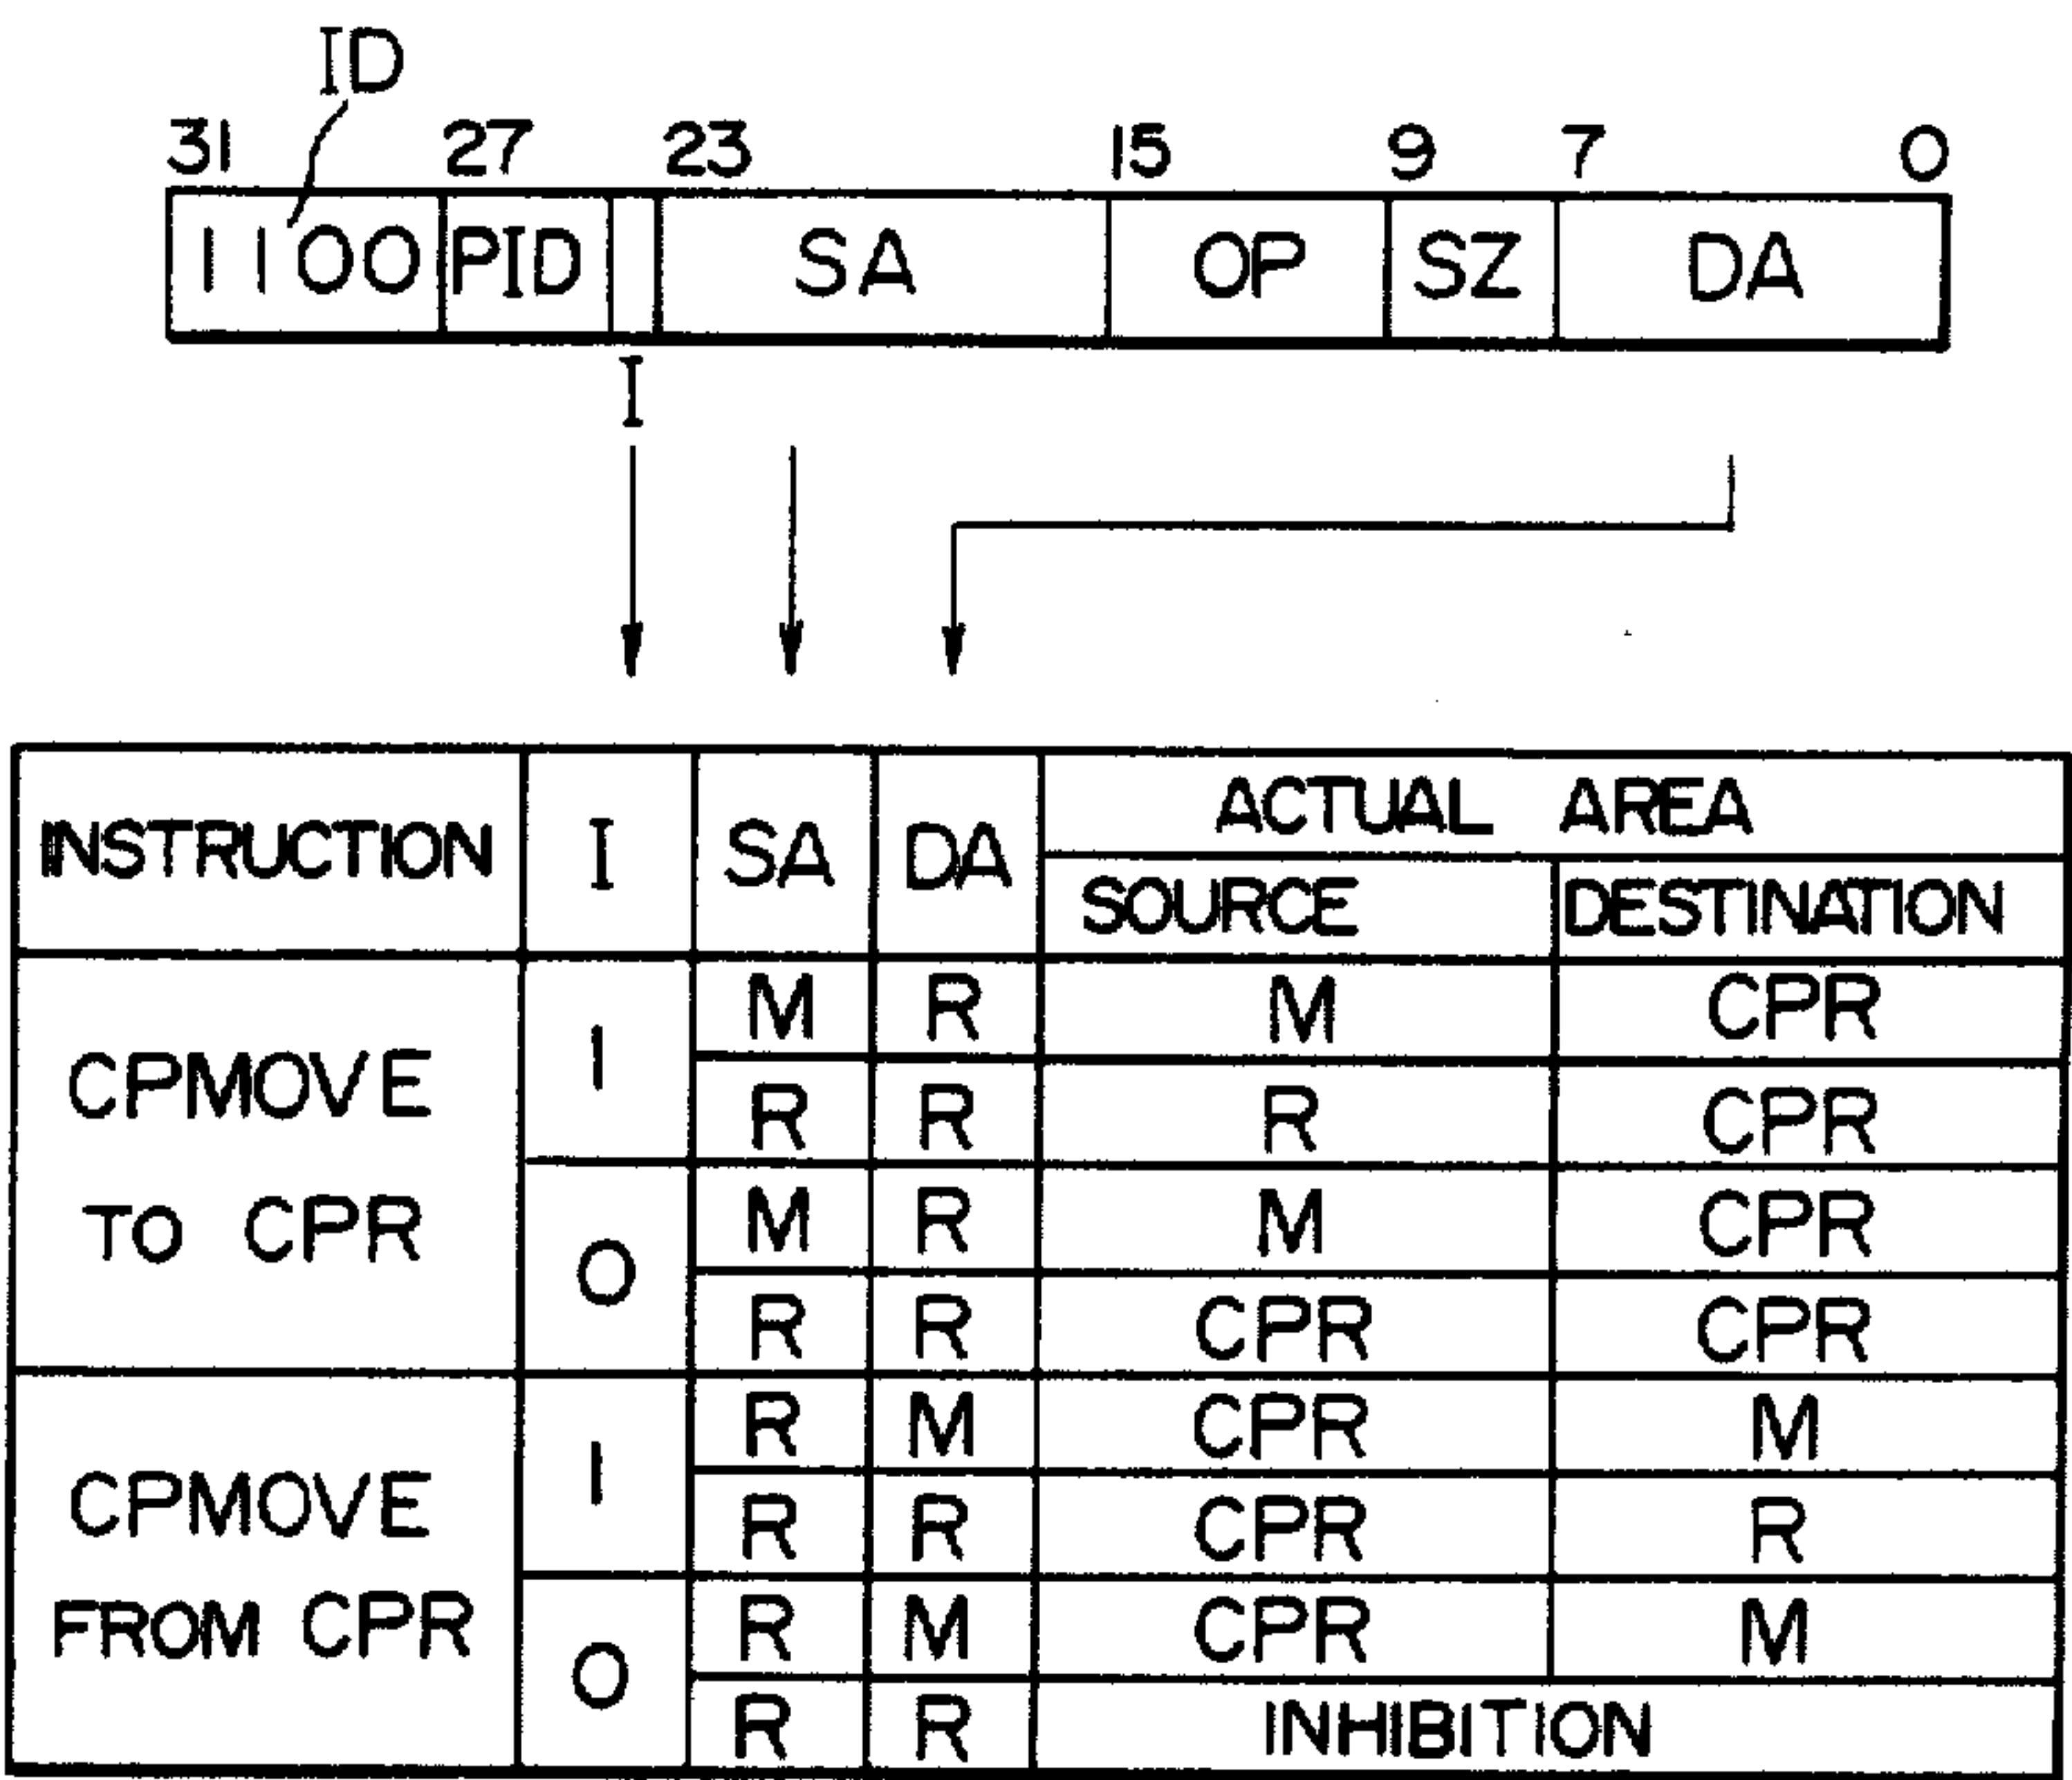 ID
31 27 23 15 9 7 0
1100 PID SA OP SZ DA
I
INSTRUCTION I SA DA ACTUAL AREA
SOURCE DESTINATION
CPMOVE TO CPR 1 M R M CPR
R R R CPR
0 M R M CPR
R R CPR CPR
CPMOVE FROM CPR 1 R M CPR M
R R CPR R
0 R M CPR M
R R INHIBITION